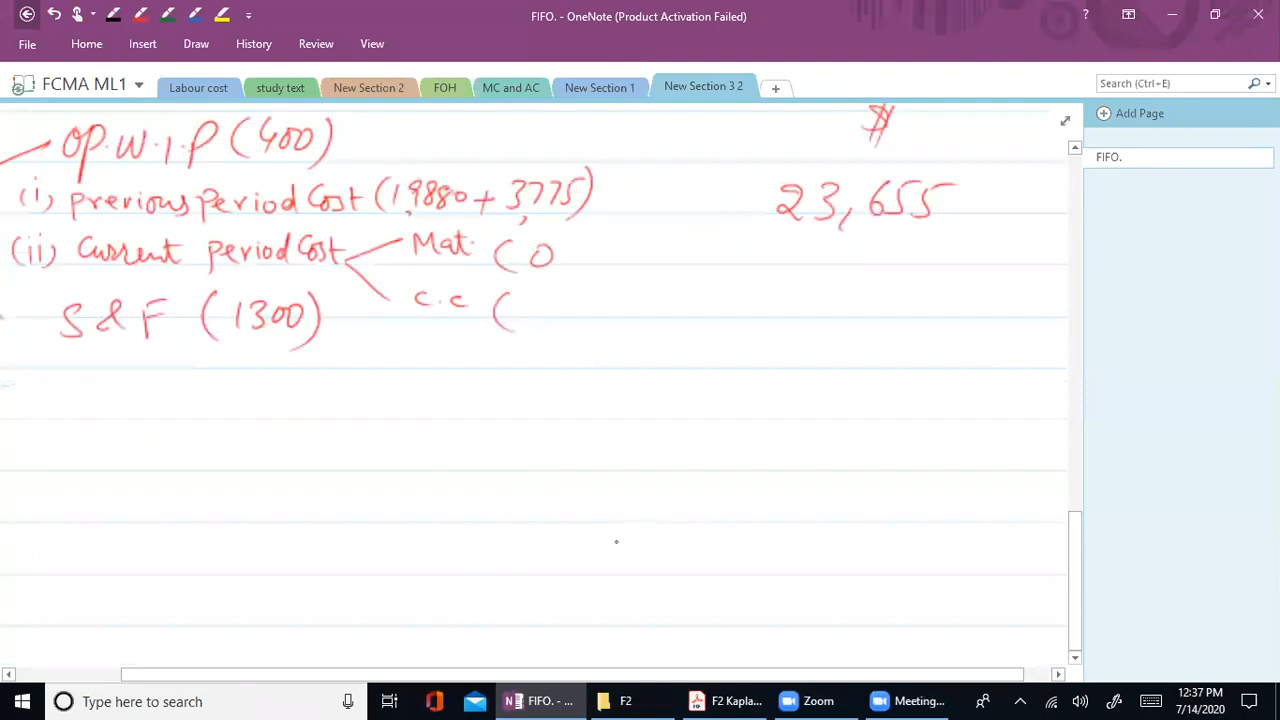 FIFO. - OneNote (Product Activation Failed)
File Home Insert Draw History Review View
FCMA ML1
Labour cost study text New Section 2 FOH MC and AC New Section 1 New Section 3 2
Search (Ctrl+E)
Add Page
FIFO.
$
OP.W.I.P (400)
(i) previous period Cost (19880 + 3775) 23,655
(ii) Current period Cost Mat. ( 0
c.c (
S & F (1300)
Type here to search
FIFO. - ... F2 F2 Kapla... Zoom Meeting...
12:37 PM
7/14/2020